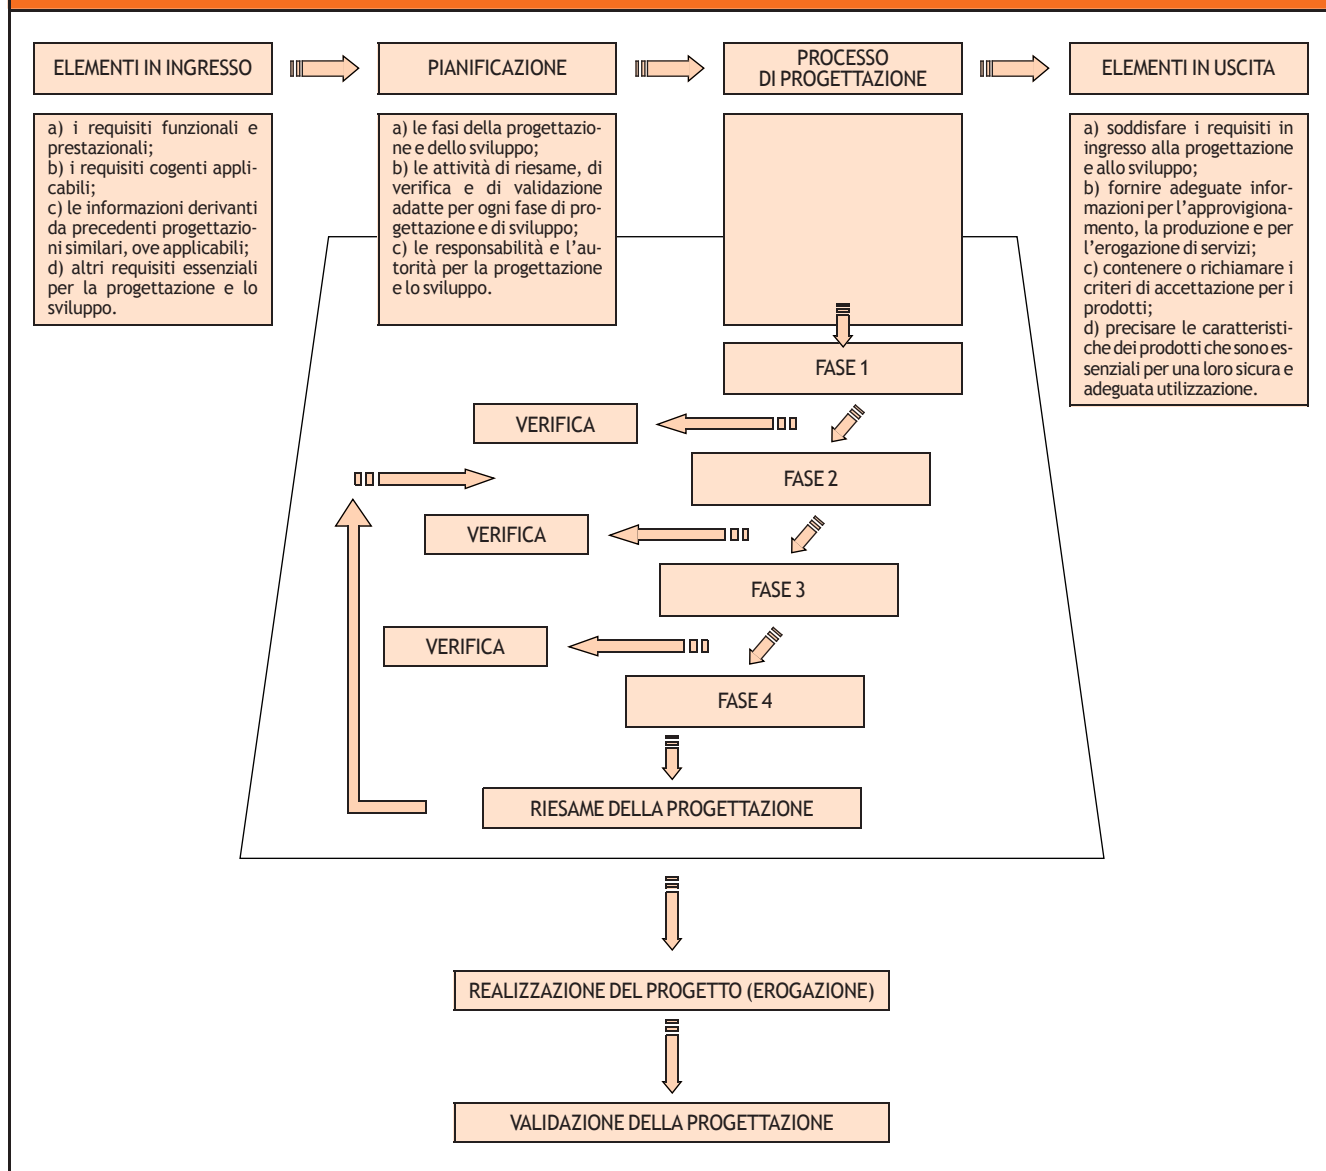 ELEMENTI IN INGRESSO
PIANIFICAZIONE
PROCESSO
DI PROGETTAZIONE
ELEMENTI IN USCITA
a) i requisiti funzionali e
prestazionali;
b) i requisiti cogenti appli-
cabili;
c) le informazioni derivanti
da precedenti progettazio-
ni similari, ove applicabili;
d) altri requisiti essenziali
per la progettazione e lo
sviluppo.
a) le fasi della progettazio-
ne e dello sviluppo;
b) le attività di riesame, di
verifica e di validazione
adatte per ogni fase di pro-
gettazione e di sviluppo;
c) le responsabilità e l'au-
torità per la progettazione
e lo sviluppo.
a) soddisfare i requisiti in
ingresso alla progettazione
e allo sviluppo;
b) fornire adeguate infor-
mazioni per l'approvigiona-
mento, la produzione e per
l'erogazione di servizi;
c) contenere o richiamare i
criteri di accettazione per i
prodotti;
d) precisare le caratteristi-
che dei prodotti che sono es-
senziali per una loro sicura e
adeguata utilizzazione.
FASE 1
VERIFICA
FASE 2
VERIFICA
FASE 3
VERIFICA
FASE 4
RIESAME DELLA PROGETTAZIONE
REALIZZAZIONE DEL PROGETTO (EROGAZIONE)
VALIDAZIONE DELLA PROGETTAZIONE